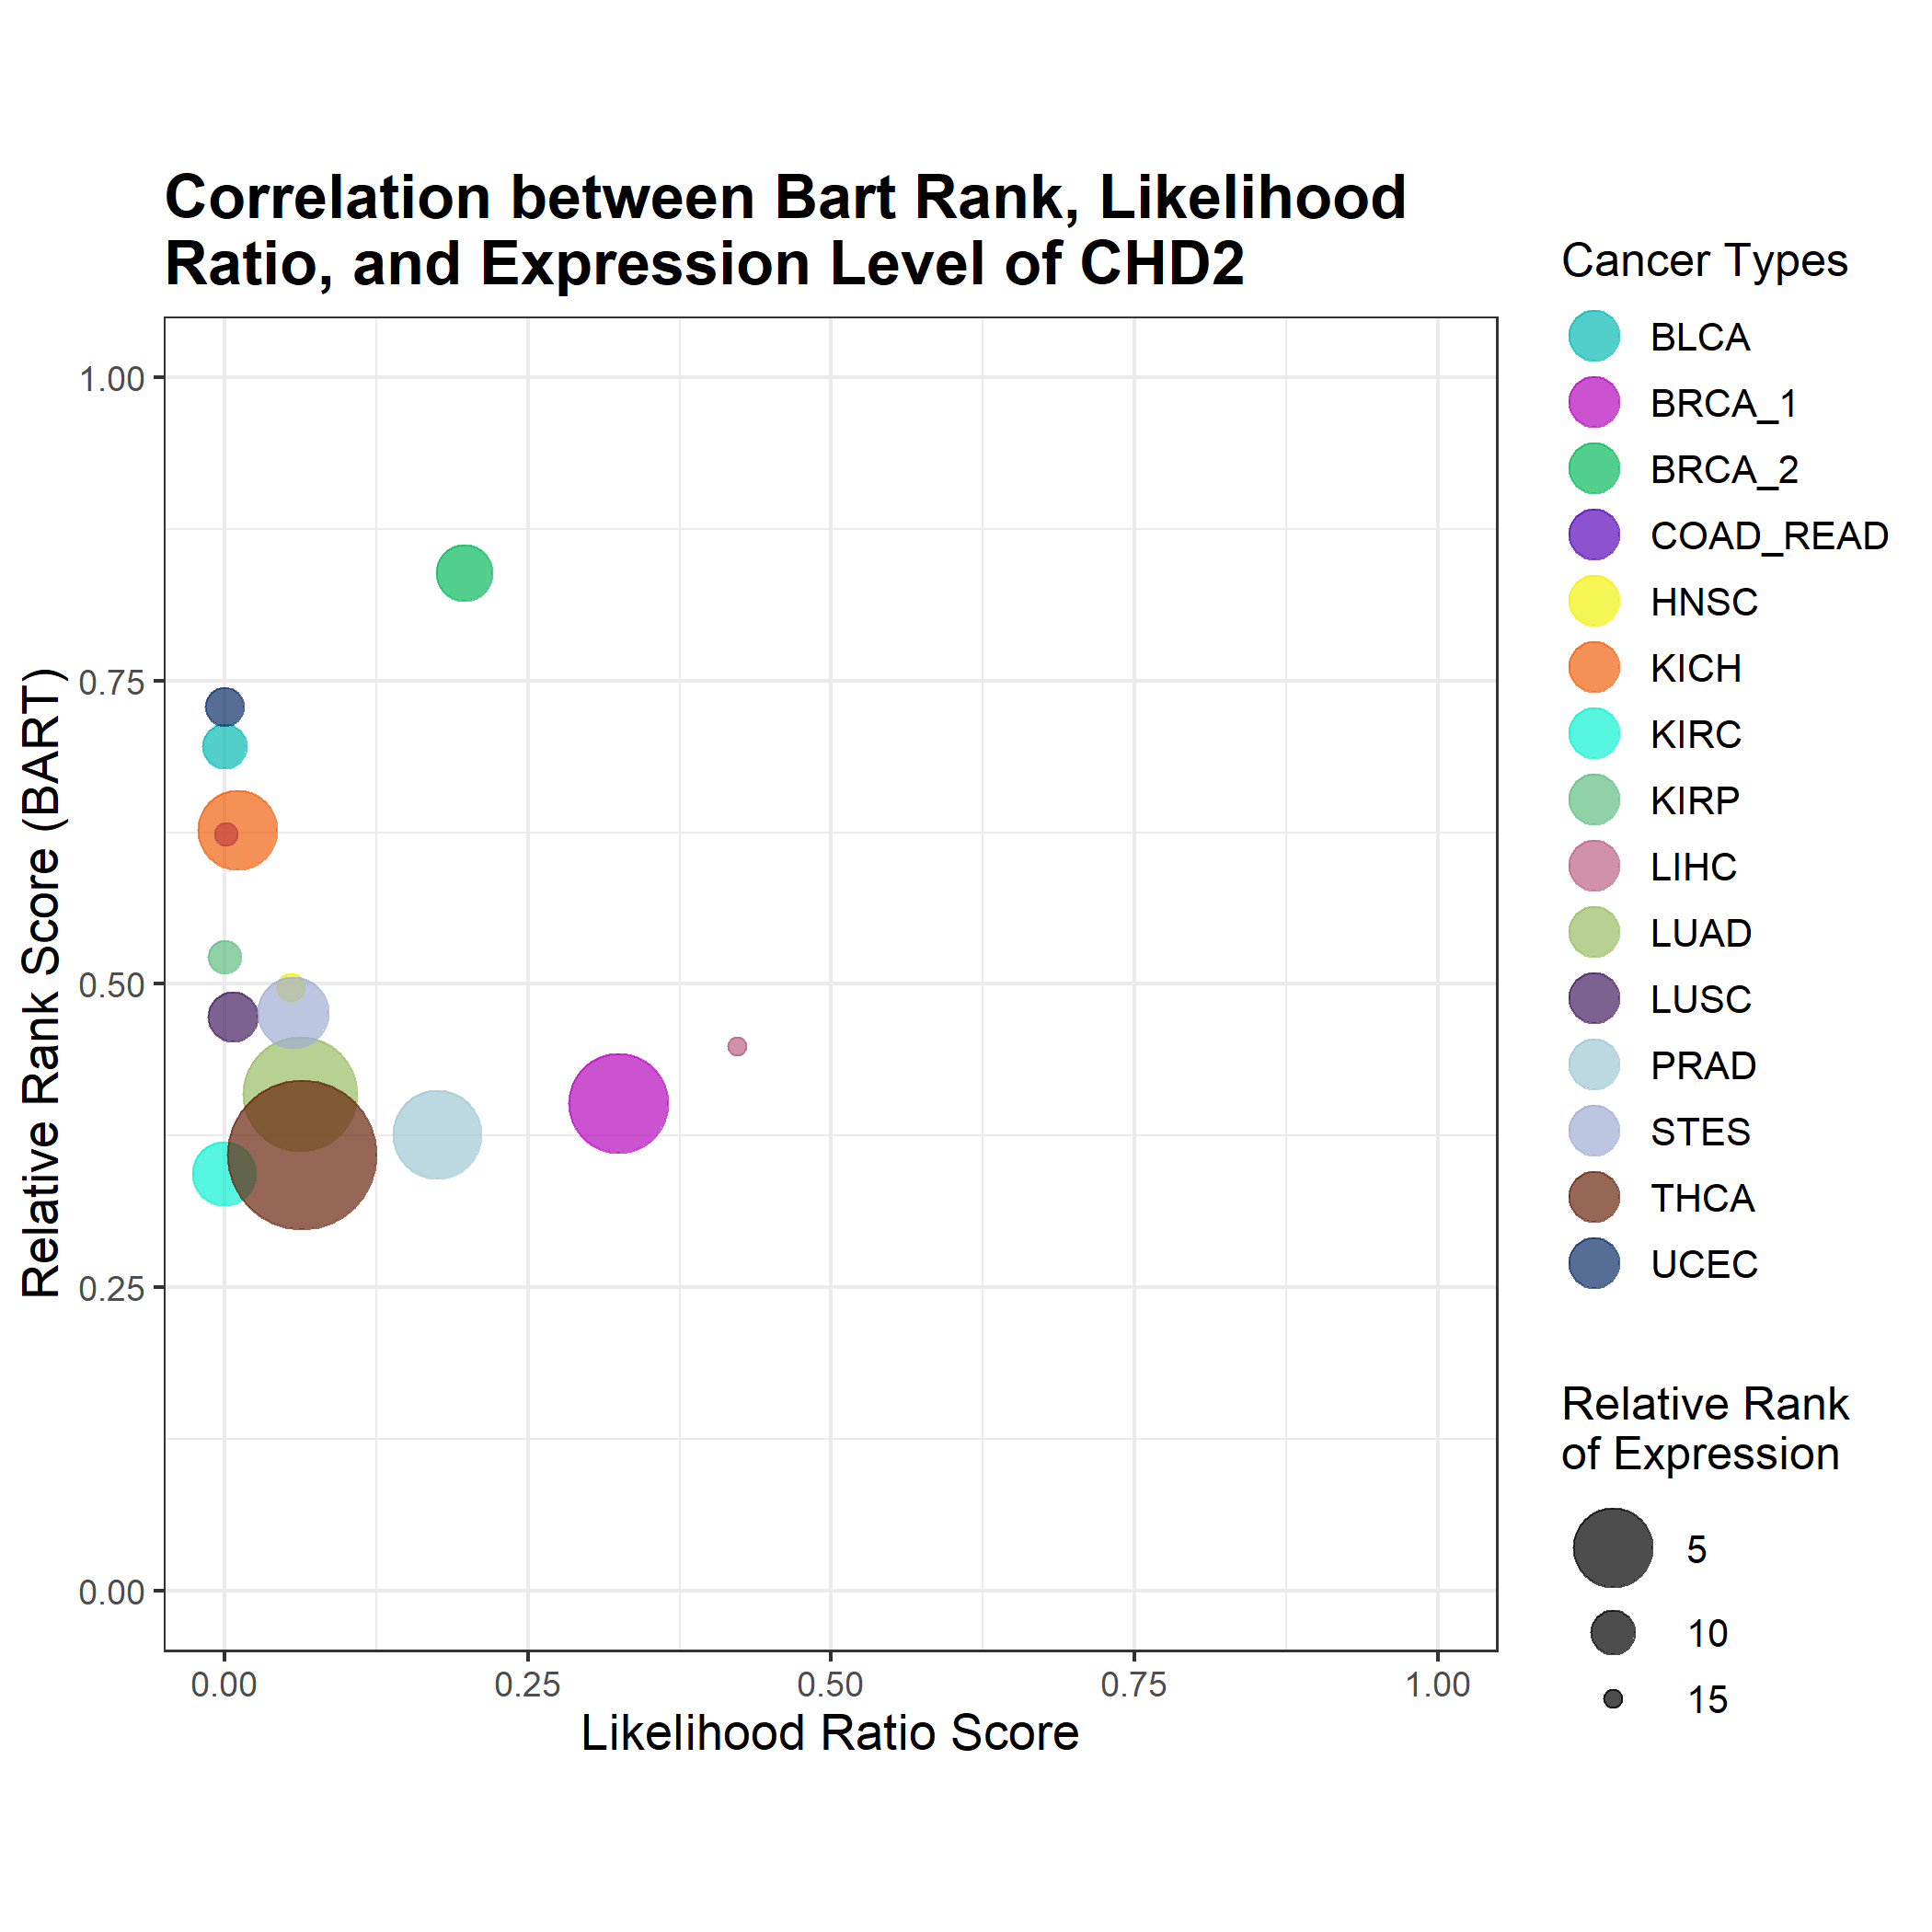 Correlation between Bart Rank, Likelihood
Ratio, and Expression Level of CHD2
Relative Rank Score (BART)
1.00
0.75
0.50
0.25
0.00
0.00
0.25
0.50
0.75
1.00
Likelihood Ratio Score
Cancer Types
BLCA
BRCA_1
BRCA_2
COAD_READ
HNSC
KICH
KIRC
KIRP
LIHC
LUAD
LUSC
PRAD
STES
THCA
UCEC
Relative Rank
of Expression
5
10
15